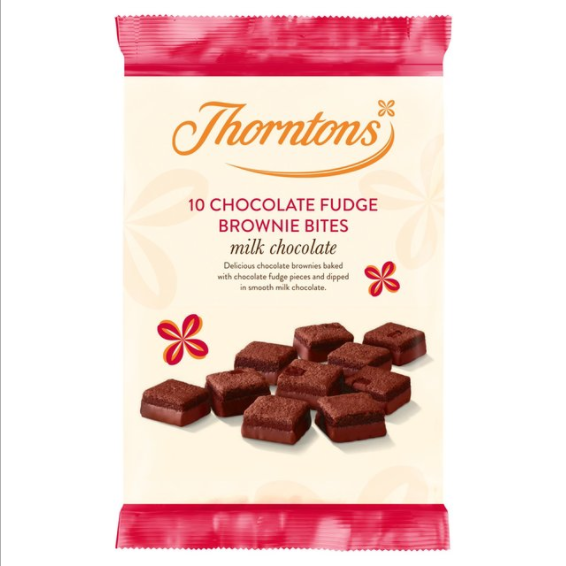 Thorntons
10 CHOCOLATE FUDGE
BROWNIE BITES
milk chocolate
Delicious chocolate brownies baked
with chocolate fudge pieces and dipped
in smooth milk chocolate.